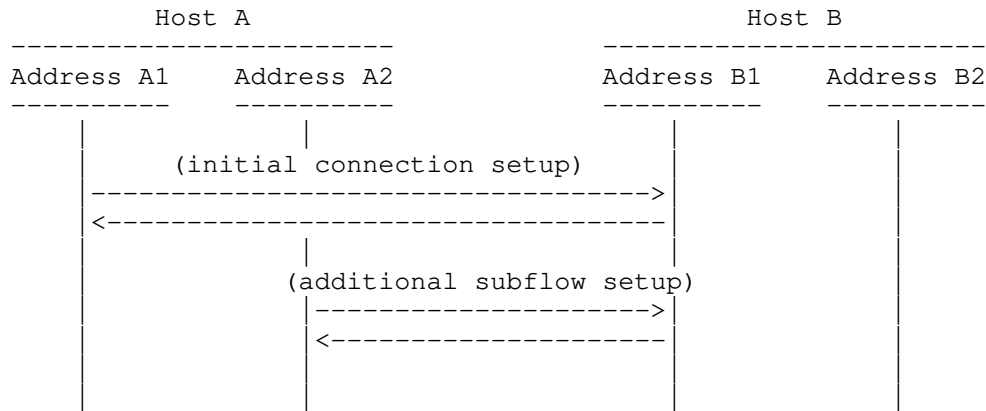 Host A Host B
Address A1 Address A2 Address B1 Address B2
(initial connection setup)
(additional subflow setup)